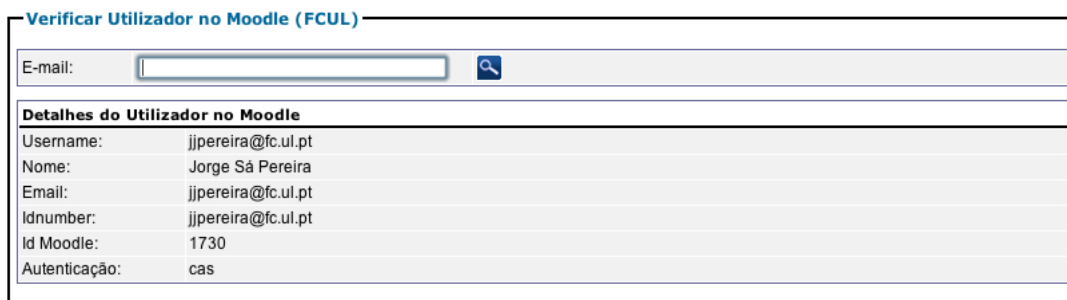 Verificar Utilizador no Moodle (FCUL)
E-mail:
Detalhes do Utilizador no Moodle
Username: jjpereira@fc.ul.pt
Nome: Jorge Sá Pereira
Email: jjpereira@fc.ul.pt
Idnumber: jjpereira@fc.ul.pt
Id Moodle: 1730
Autenticação: cas